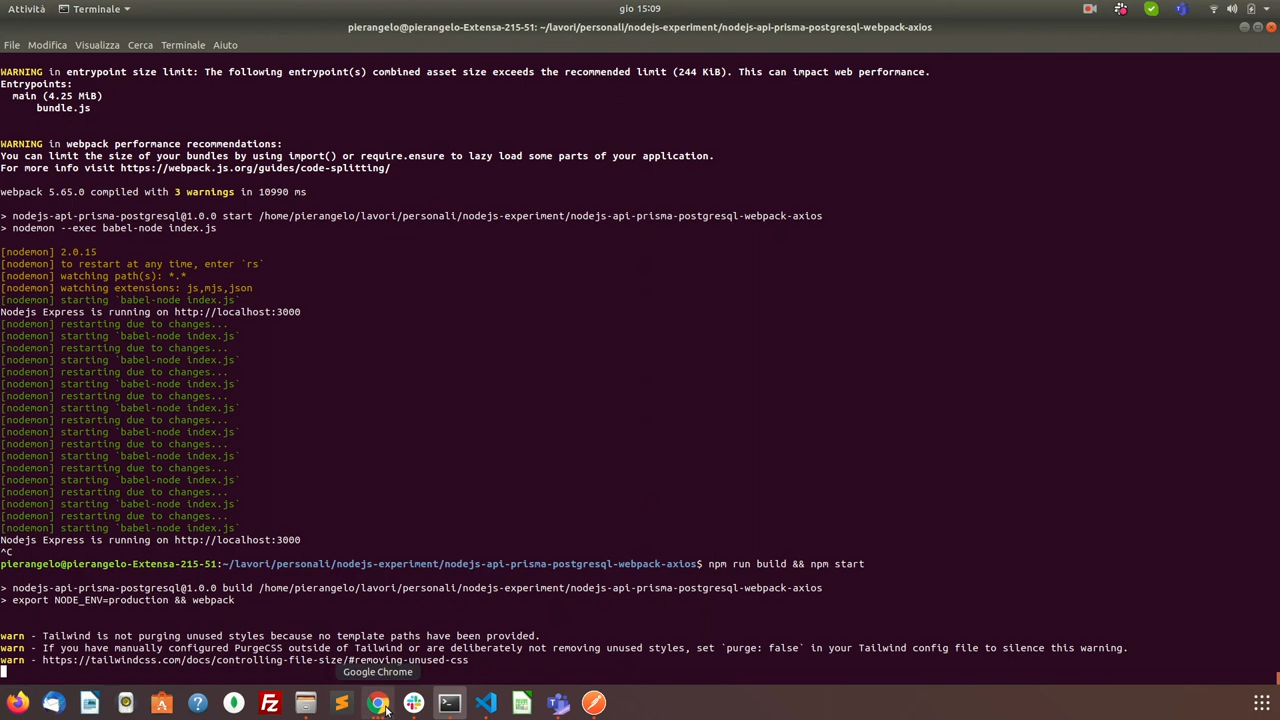 Attività
Terminale
gio 15:09
pierangelo@pierangelo-Extensa-215-51: ~/lavori/personali/nodejs-experiment/nodejs-api-prisma-postgresql-webpack-axios
File Modifica Visualizza Cerca Terminale Aiuto
WARNING in entrypoint size limit: The following entrypoint(s) combined asset size exceeds the recommended limit (244 KiB). This can impact web performance.
Entrypoints:
main (4.25 MiB)
bundle.js
WARNING in webpack performance recommendations:
You can limit the size of your bundles by using import() or require.ensure to lazy load some parts of your application.
For more info visit https://webpack.js.org/guides/code-splitting/
webpack 5.65.0 compiled with 3 warnings in 10990 ms
> nodejs-api-prisma-postgresql@1.0.0 start /home/pierangelo/lavori/personali/nodejs-experiment/nodejs-api-prisma-postgresql-webpack-axios
> nodemon --exec babel-node index.js
[nodemon] 2.0.15
[nodemon] to restart at any time, enter `rs`
[nodemon] watching path(s): *.*
[nodemon] watching extensions: js,mjs,json
[nodemon] starting `babel-node index.js`
Nodejs Express is running on http://localhost:3000
[nodemon] restarting due to changes...
[nodemon] starting `babel-node index.js`
[nodemon] restarting due to changes...
[nodemon] starting `babel-node index.js`
[nodemon] restarting due to changes...
[nodemon] starting `babel-node index.js`
[nodemon] restarting due to changes...
[nodemon] starting `babel-node index.js`
[nodemon] restarting due to changes...
[nodemon] starting `babel-node index.js`
[nodemon] restarting due to changes...
[nodemon] starting `babel-node index.js`
[nodemon] restarting due to changes...
[nodemon] starting `babel-node index.js`
[nodemon] restarting due to changes...
[nodemon] starting `babel-node index.js`
[nodemon] restarting due to changes...
[nodemon] starting `babel-node index.js`
Nodejs Express is running on http://localhost:3000
^C
pierangelo@pierangelo-Extensa-215-51:~/lavori/personali/nodejs-experiment/nodejs-api-prisma-postgresql-webpack-axios$ npm run build && npm start
> nodejs-api-prisma-postgresql@1.0.0 build /home/pierangelo/lavori/personali/nodejs-experiment/nodejs-api-prisma-postgresql-webpack-axios
> export NODE_ENV=production && webpack
warn - Tailwind is not purging unused styles because no template paths have been provided.
warn - If you have manually configured PurgeCSS outside of Tailwind or are deliberately not removing unused styles, set `purge: false` in your Tailwind config file to silence this warning.
warn - https://tailwindcss.com/docs/controlling-file-size/#removing-unused-css
Google Chrome